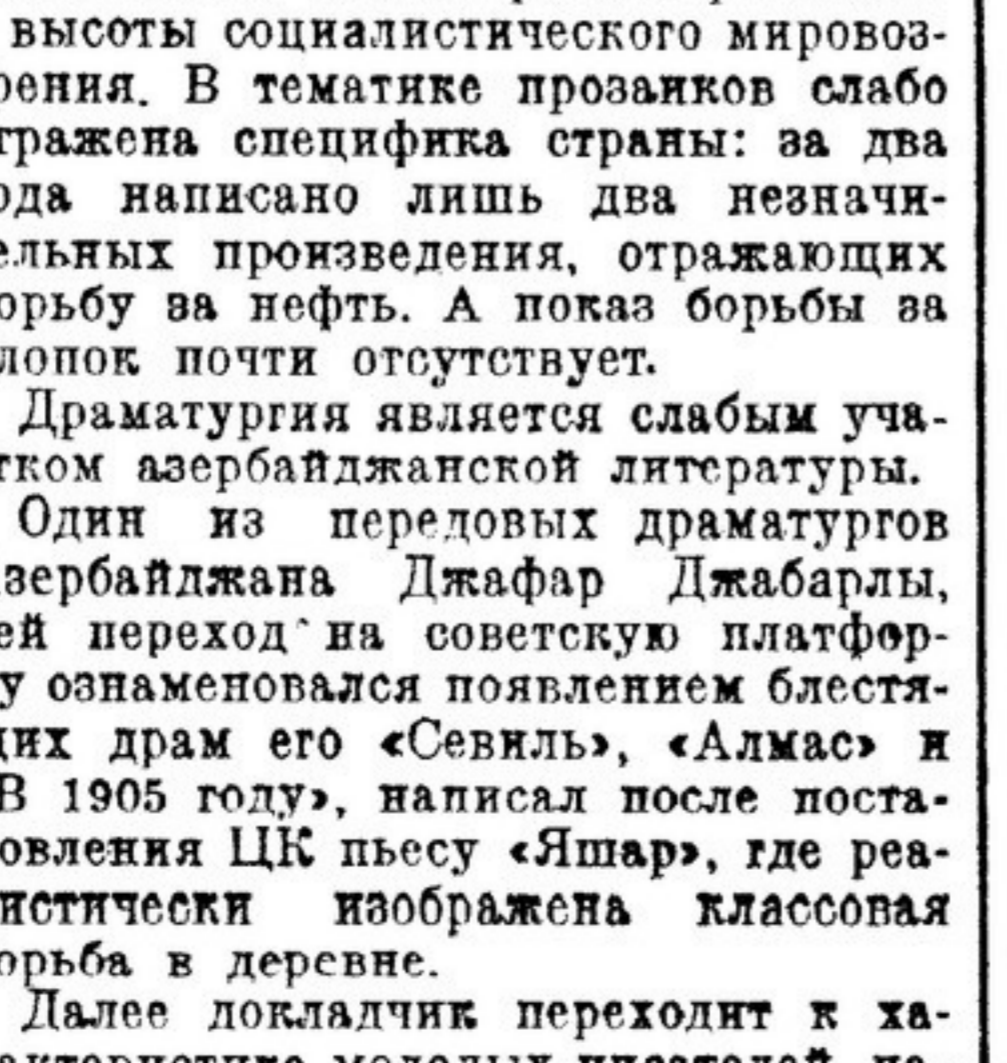 высоты социалистического мировоз-
рения. В тематике прозаиков слабо
тражена специфика страны: за два
ода написано лишь два незначи-
ельных произведения, отражающих
орьбу за нефть. А показ борьбы за
лопок почти отсутствует.
Драматургия является слабым уча-
тком азербайджанской литературы.
Один из передовых драматургов
зербайджана Джафар Джабарлы,
ей переход на советскую платфор-
у ознаменовался появлением блестя-
щих драм его «Севиль», «Алмас» и
В 1905 году», написал после поста-
овления ЦК пьесу «Яшар», где реа-
истически изображена классовая
орьба в деревне.
Далее докладчик переходит к ха-